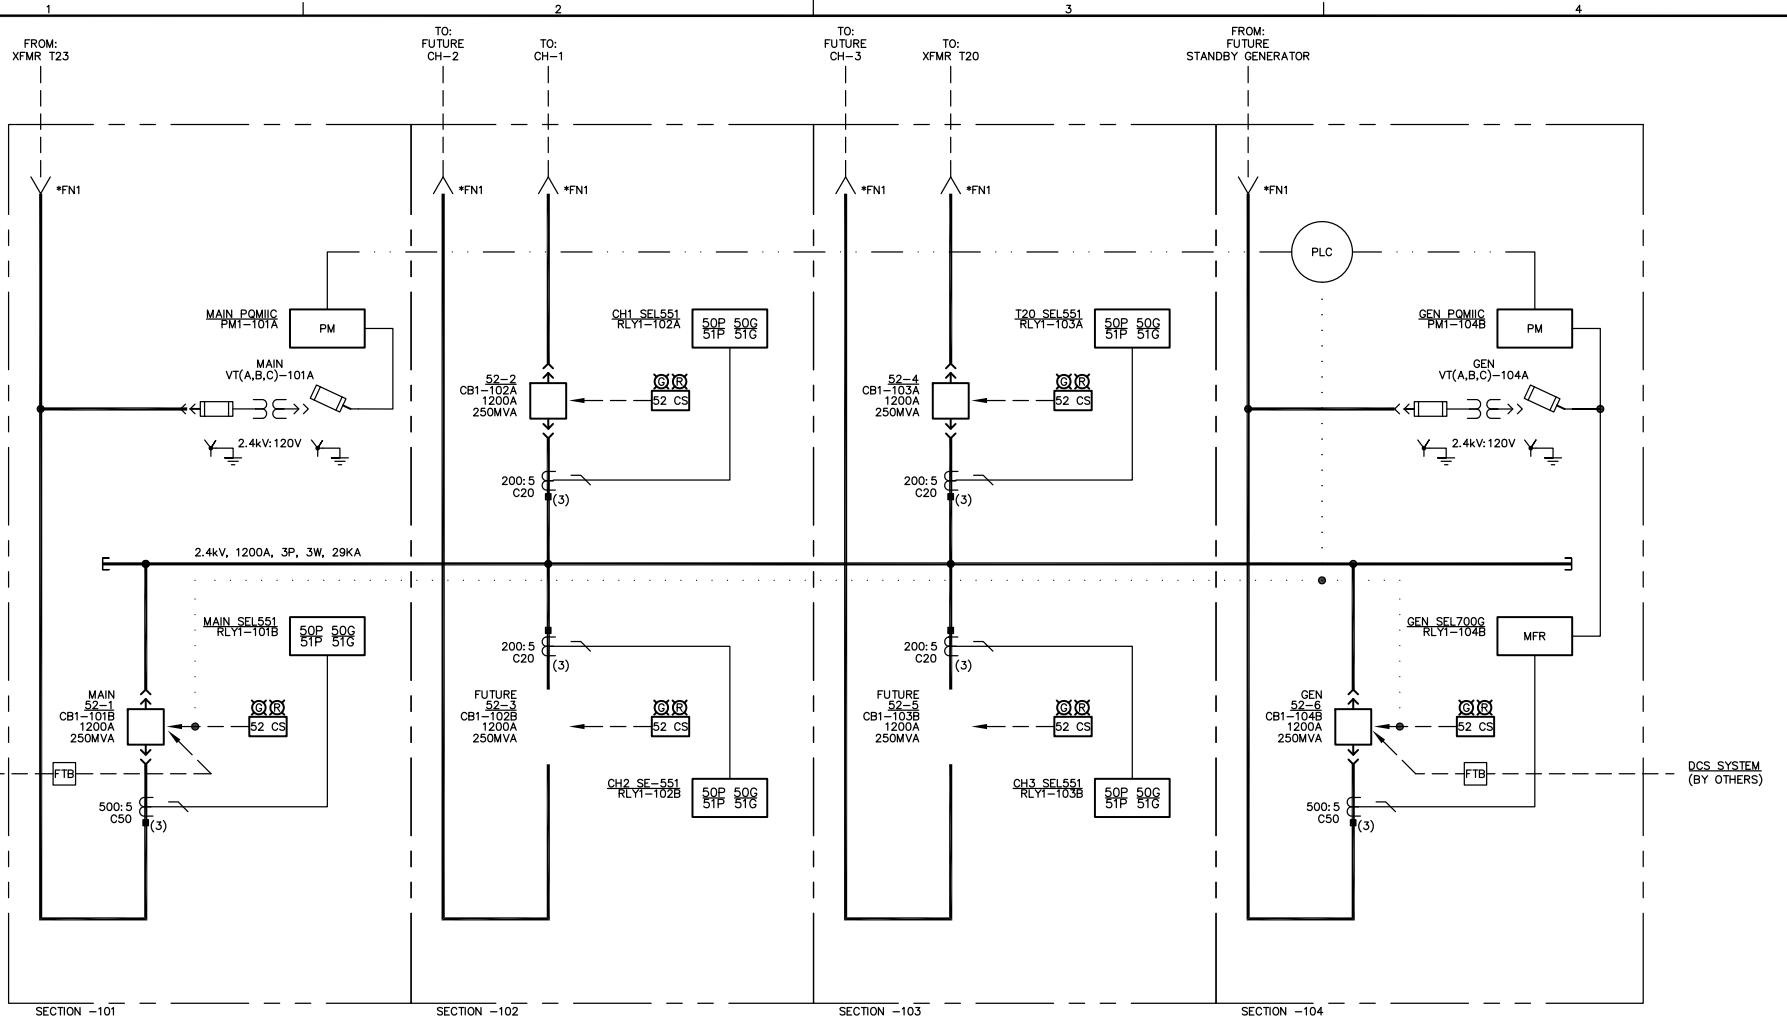 1
2
3
4
FROM:
XFMR T23
TO:
FUTURE
CH-2
TO:
CH-1
TO:
FUTURE
CH-3
TO:
XFMR T20
FROM:
FUTURE
STANDBY GENERATOR
*FN1
*FN1
*FN1
*FN1
*FN1
*FN1
PLC
MAIN PQMIIC
PM1-101A
PM
CH1 SEL551
RLY1-102A
50P 50G
51P 51G
T20 SEL551
RLY1-103A
50P 50G
51P 51G
GEN PQMIIC
PM1-104B
PM
MAIN
VT(A,B,C)-101A
2.4kV:120V
52-2
CB1-102A
1200A
250MVA
G R
52 CS
52-4
CB1-103A
1200A
250MVA
G R
52 CS
GEN
VT(A,B,C)-104A
2.4kV:120V
200:5
C20
(3)
200:5
C20
(3)
2.4kV, 1200A, 3P, 3W, 29KA
MAIN SEL551
RLY1-101B
50P 50G
51P 51G
200:5
C20
(3)
200:5
C20
(3)
GEN SEL700G
RLY1-104B
MFR
MAIN
52-1
CB1-101B
1200A
250MVA
G R
52 CS
FUTURE
52-3
CB1-102B
1200A
250MVA
G R
52 CS
FUTURE
52-5
CB1-103B
1200A
250MVA
G R
52 CS
GEN
52-6
CB1-104B
1200A
250MVA
G R
52 CS
FTB
FTB
DCS SYSTEM
(BY OTHERS)
500:5
C50
(3)
CH2 SE-551
RLY1-102B
50P 50G
51P 51G
CH3 SEL551
RLY1-103B
50P 50G
51P 51G
500:5
C50
(3)
SECTION -101
SECTION -102
SECTION -103
SECTION -104